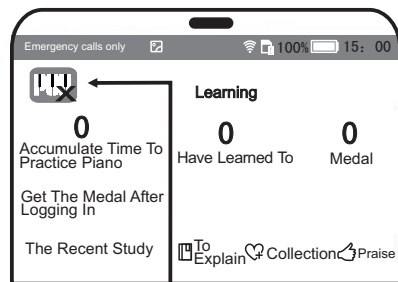 Emergency calls only 100% 15: 00
Learning
0
Accumulate Time To
Practice Piano
0
Have Learned To
0
Medal
Get The Medal After
Logging In
The Recent Study
To
Explain
Collection
Praise